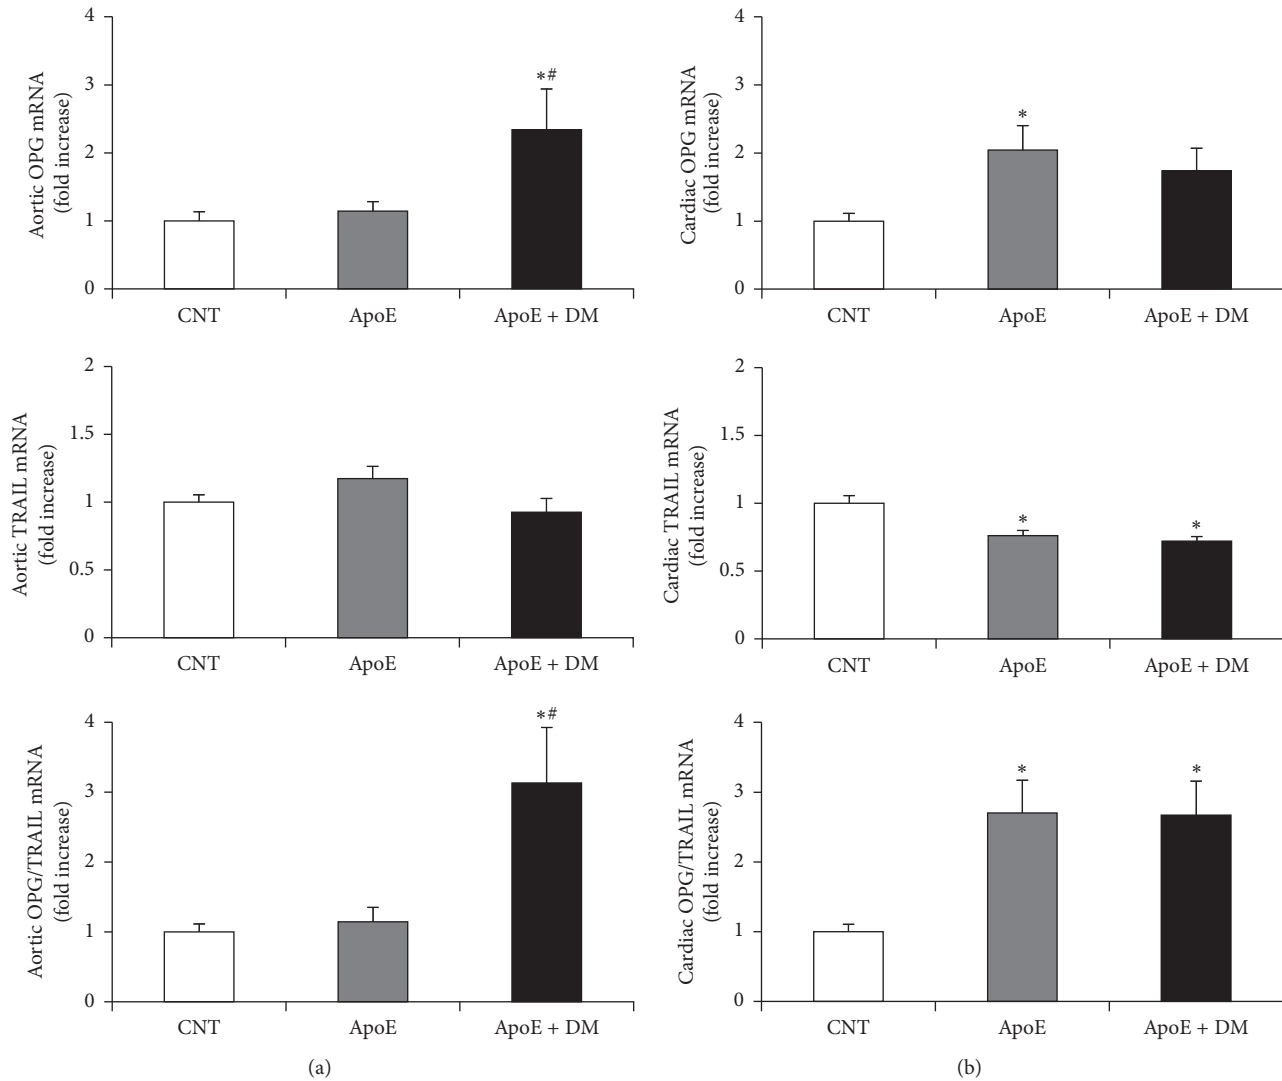 Aortic OPG mRNA
(fold increase)
4
3
2
1
0
*#
CNT
ApoE
ApoE + DM
Cardiac OPG mRNA
(fold increase)
4
3
2
1
0
*
CNT
ApoE
ApoE + DM
Aortic TRAIL mRNA
(fold increase)
2
1.5
1
0.5
0
CNT
ApoE
ApoE + DM
Cardiac TRAIL mRNA
(fold increase)
2
1.5
1
0.5
0
*
*
CNT
ApoE
ApoE + DM
Aortic OPG/TRAIL mRNA
(fold increase)
4
3
2
1
0
*#
CNT
ApoE
ApoE + DM
(a)
Cardiac OPG/TRAIL mRNA
(fold increase)
4
3
2
1
0
*
*
CNT
ApoE
ApoE + DM
(b)